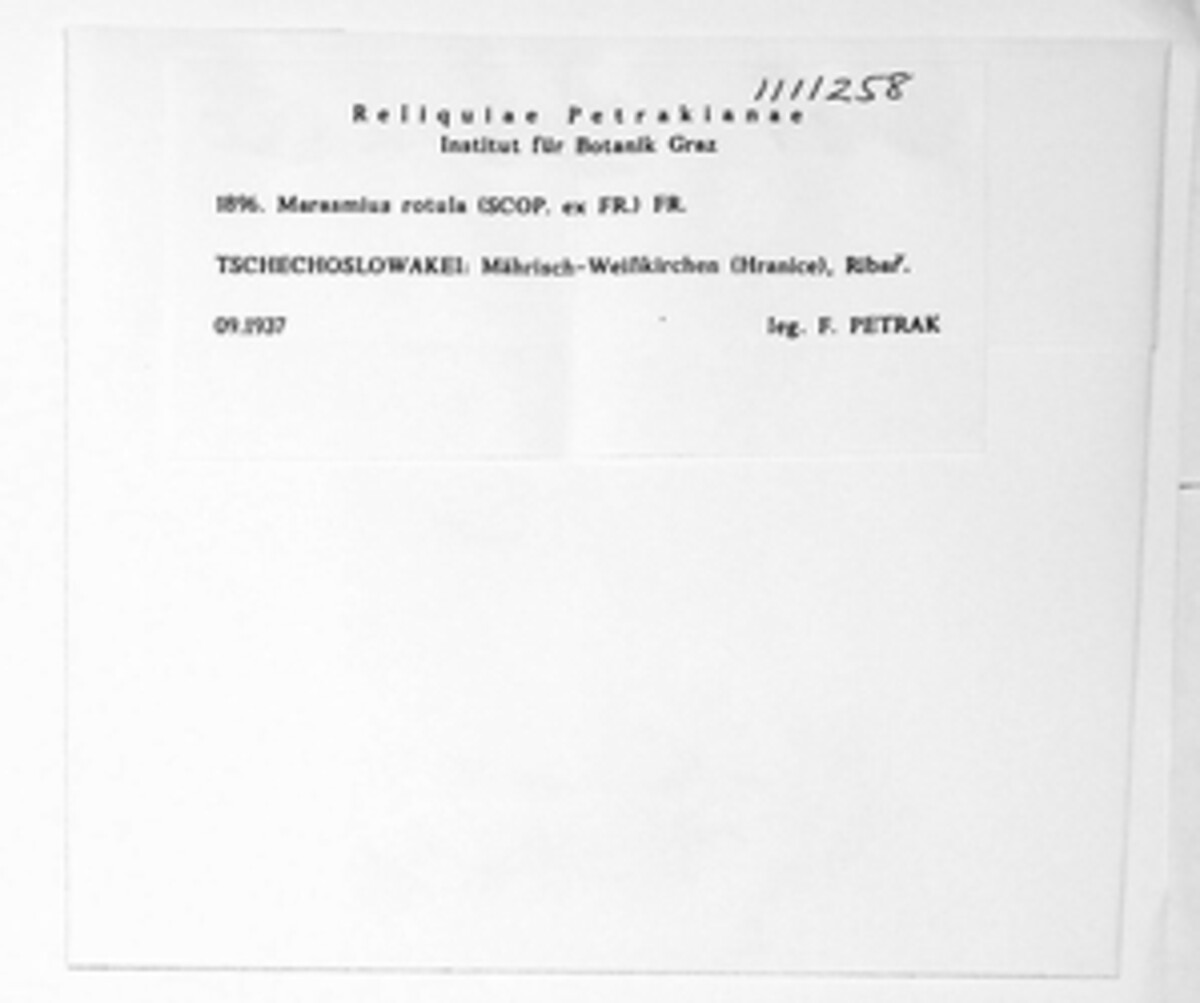 1111258
Reliquiae Petrakianae
Institut für Botanik Graz
1896. Marasmius rotula (SCOP. ex FR.) FR.
TSCHECHOSLOWAKEI: Mährisch-Weißkirchen (Hranice), Ribař.
09.1937 leg. F. PETRAK